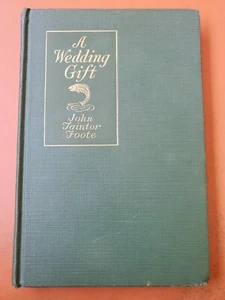 A
Wedding
Gift
John
Taintor
Foote